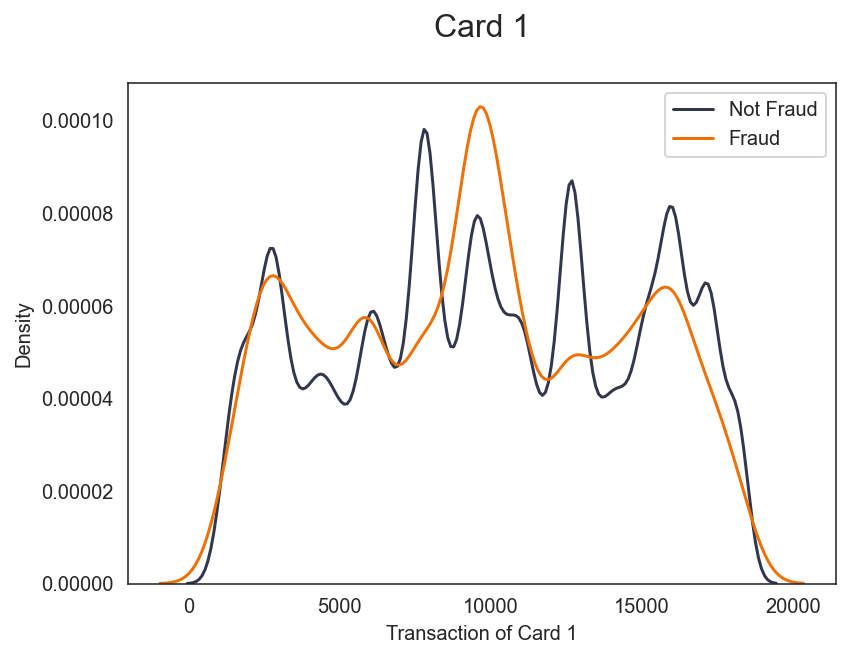 Card 1
Not Fraud
Fraud
0.00010
0.00008
0.00006
0.00004
0.00002
0.00000
Density
0 5000 10000 15000 20000
Transaction of Card 1